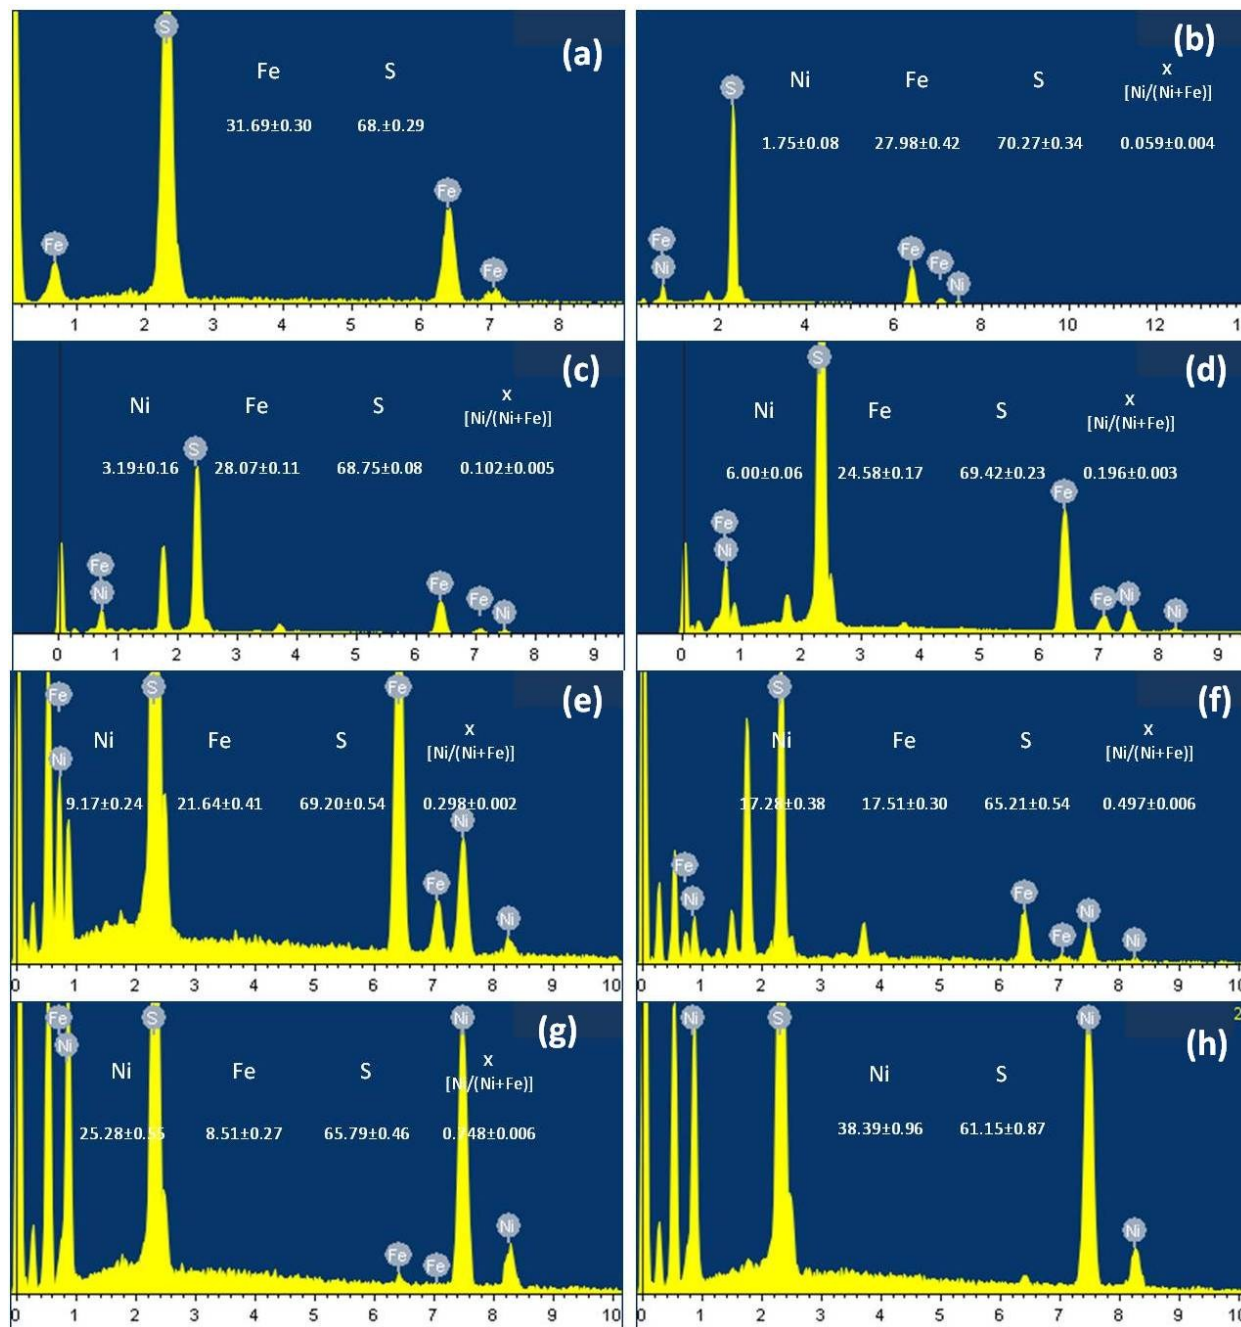 (a)
Fe S
31.69±0.30 68.±0.29
S
Fe
Fe
Fe
1 2 3 4 5 6 7 8
(b)
Ni Fe S x
[Ni/(Ni+Fe)]
1.75±0.08 27.98±0.42 70.27±0.34 0.059±0.004
S
Fe
Ni
Fe
Fe
Ni
2 4 6 8 10 12
(c)
Ni Fe S x
[Ni/(Ni+Fe)]
3.19±0.16 28.07±0.11 68.75±0.08 0.102±0.005
S
Fe
Ni
Fe
Fe
Ni
0 1 2 3 4 5 6 7 8 9
(d)
Ni Fe S x
[Ni/(Ni+Fe)]
6.00±0.06 24.58±0.17 69.42±0.23 0.196±0.003
S
Fe
Ni
Fe
Fe
Ni
Ni
0 1 2 3 4 5 6 7 8 9
(e)
Ni Fe S x
[Ni/(Ni+Fe)]
9.17±0.24 21.64±0.41 69.20±0.54 0.298±0.002
Fe
Ni
S
Fe
Fe
Ni
Ni
0 1 2 3 4 5 6 7 8 9 10
(f)
Ni Fe S x
[Ni/(Ni+Fe)]
17.28±0.38 17.51±0.30 65.21±0.54 0.497±0.006
S
Fe
Ni
Fe
Fe
Ni
Ni
0 1 2 3 4 5 6 7 8 9 10
(g)
Ni Fe S x
[Ni/(Ni+Fe)]
25.28±0.55 8.51±0.27 65.79±0.46 0.748±0.006
Fe
Ni
S
Fe
Fe
Ni
Ni
0 1 2 3 4 5 6 7 8 9 10
(h)
Ni S
38.39±0.96 61.15±0.87
Ni
S
Ni
Ni
2
0 1 2 3 4 5 6 7 8 9 10